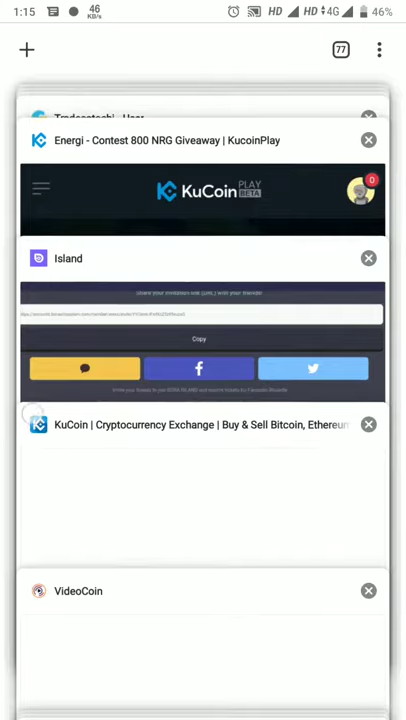 1:15 46 KB/s HD HD 4G 46%
77
Energi - Contest 800 NRG Giveaway | KucoinPlay
KuCoin PLAY BETA
0
Island
Copy
KuCoin | Cryptocurrency Exchange | Buy & Sell Bitcoin, Ethereum
VideoCoin